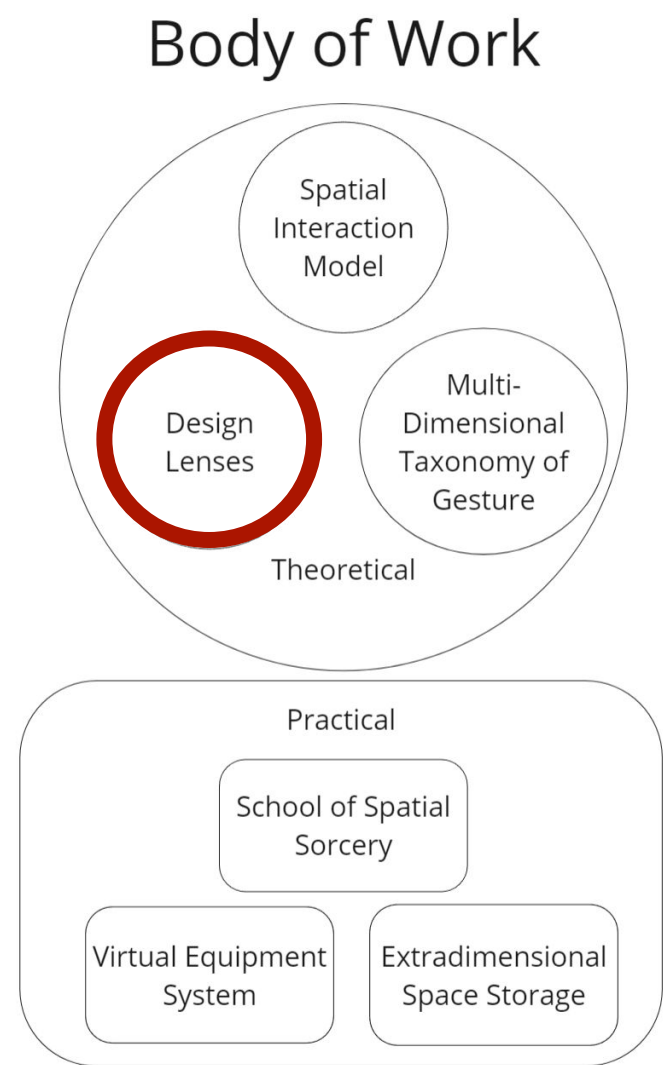 Body of Work
Spatial
Interaction
Model
Design
Lenses
Multi-
Dimensional
Taxonomy of
Gesture
Theoretical
Practical
School of Spatial
Sorcery
Virtual Equipment
System
Extradimensional
Space Storage